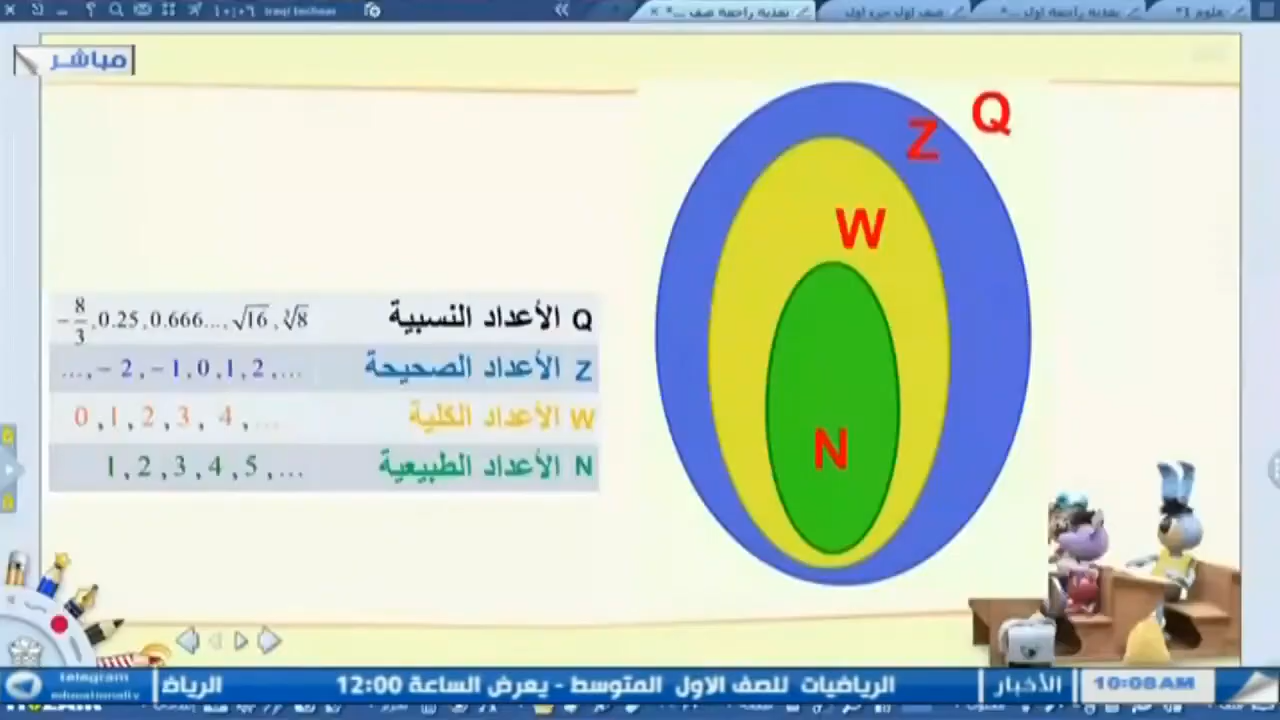 مباشر
Q
Z
W
N
Q الأعداد النسبية -8/3, 0.25, 0.666..., √16, ∛8
Z الأعداد الصحيحة ..., -2, -1, 0, 1, 2, ...
W الأعداد الكلية 0, 1, 2, 3, 4, ...
N الأعداد الطبيعية 1, 2, 3, 4, 5, ...
10:08AM
الأخبار
الرياضيات للصف الاول المتوسط - يعرض الساعة 12:00
الرياض
telegram